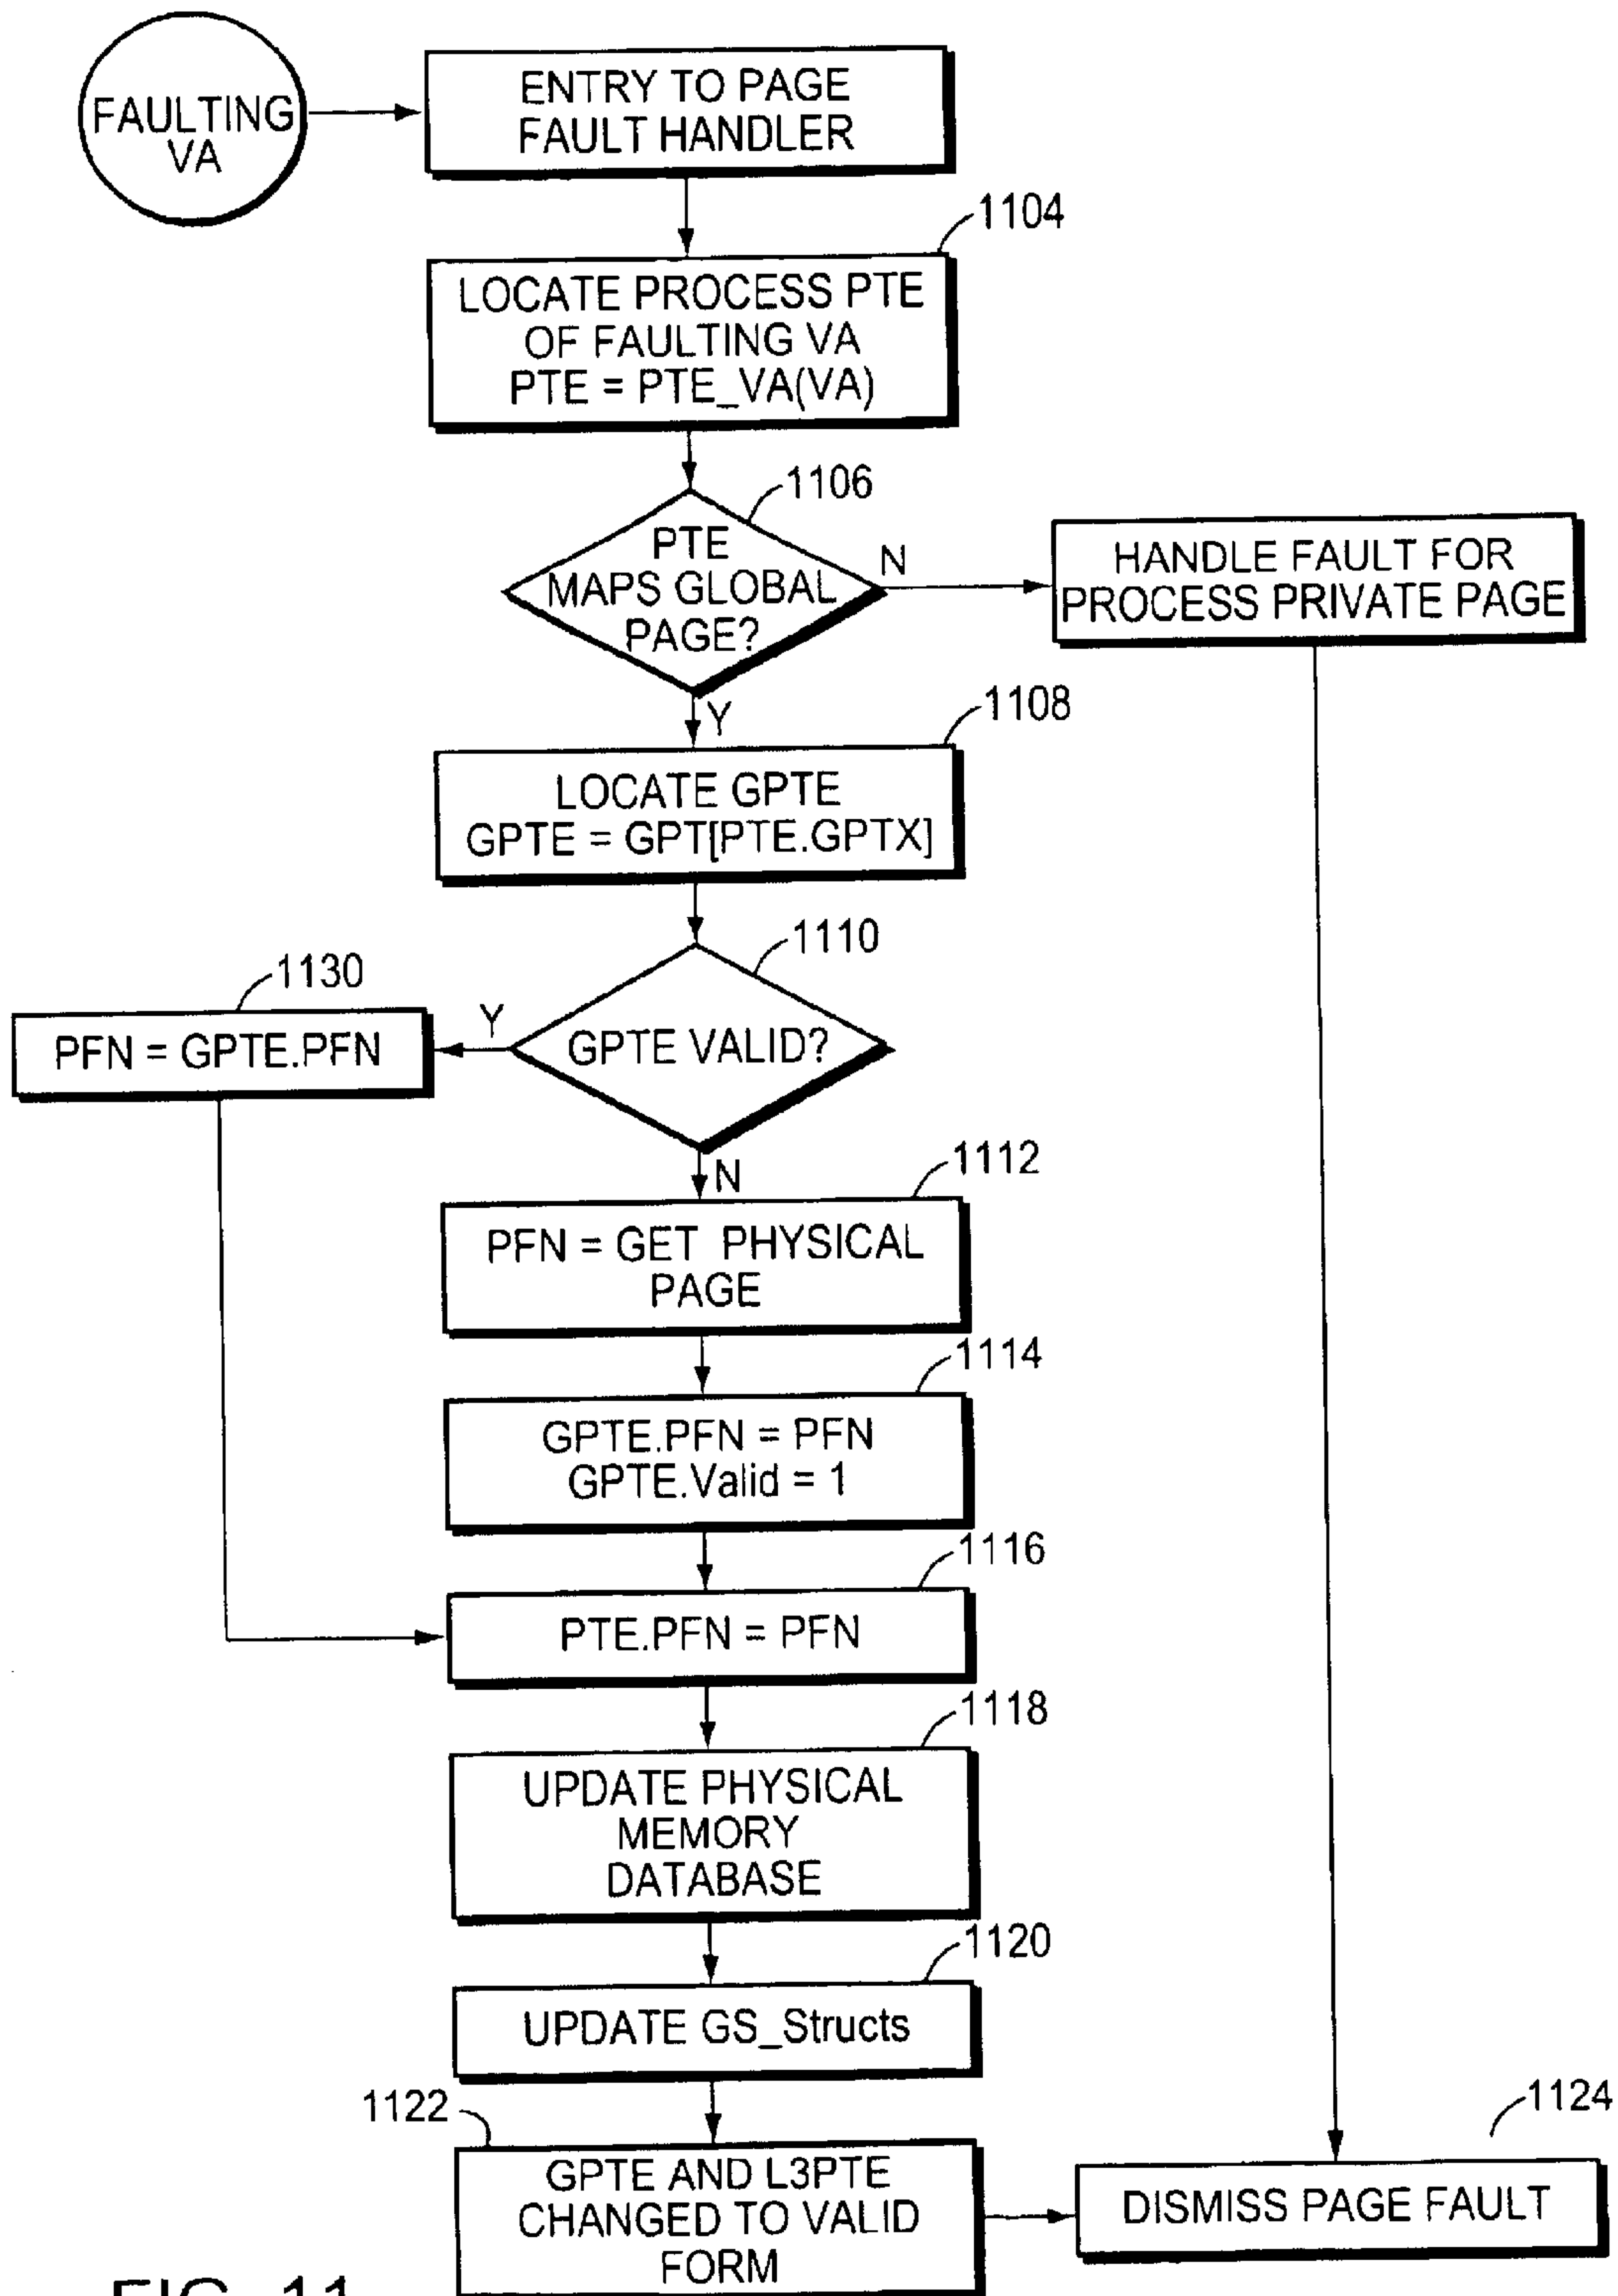 FAULTING
VA
ENTRY TO PAGE
FAULT HANDLER
1104
LOCATE PROCESS PTE
OF FAULTING VA
PTE = PTE_VA(VA)
1106
PTE
MAPS GLOBAL
PAGE?
N
HANDLE FAULT FOR
PROCESS PRIVATE PAGE
Y
1108
LOCATE GPTE
GPTE = GPT[PTE.GPTX]
1110
GPTE VALID?
Y
1130
PFN = GPTE.PFN
N
1112
PFN = GET PHYSICAL
PAGE
1114
GPTE.PFN = PFN
GPTE.Valid = 1
1116
PTE.PFN = PFN
1118
UPDATE PHYSICAL
MEMORY
DATABASE
1120
UPDATE GS_Structs
1122
GPTE AND L3PTE
CHANGED TO VALID
FORM
1124
DISMISS PAGE FAULT
FIG. 11